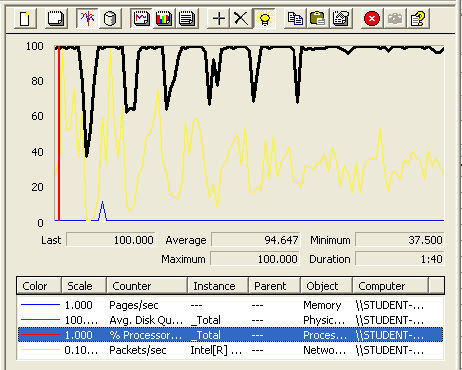 100
80
60
40
20
0
Last 100.000 Average 94.647 Minimum 37.500
Maximum 100.000 Duration 1:40
Color Scale Counter Instance Parent Object Computer
1.000 Pages/sec --- --- Memory \\STUDENT-...
100.... Avg. Disk Qu... _Total --- Physic... \\STUDENT-...
1.000 % Processor... _Total --- Proces... \\STUDENT-...
0.10... Packets/sec Intel[R] ... --- Netwo... \\STUDENT-...